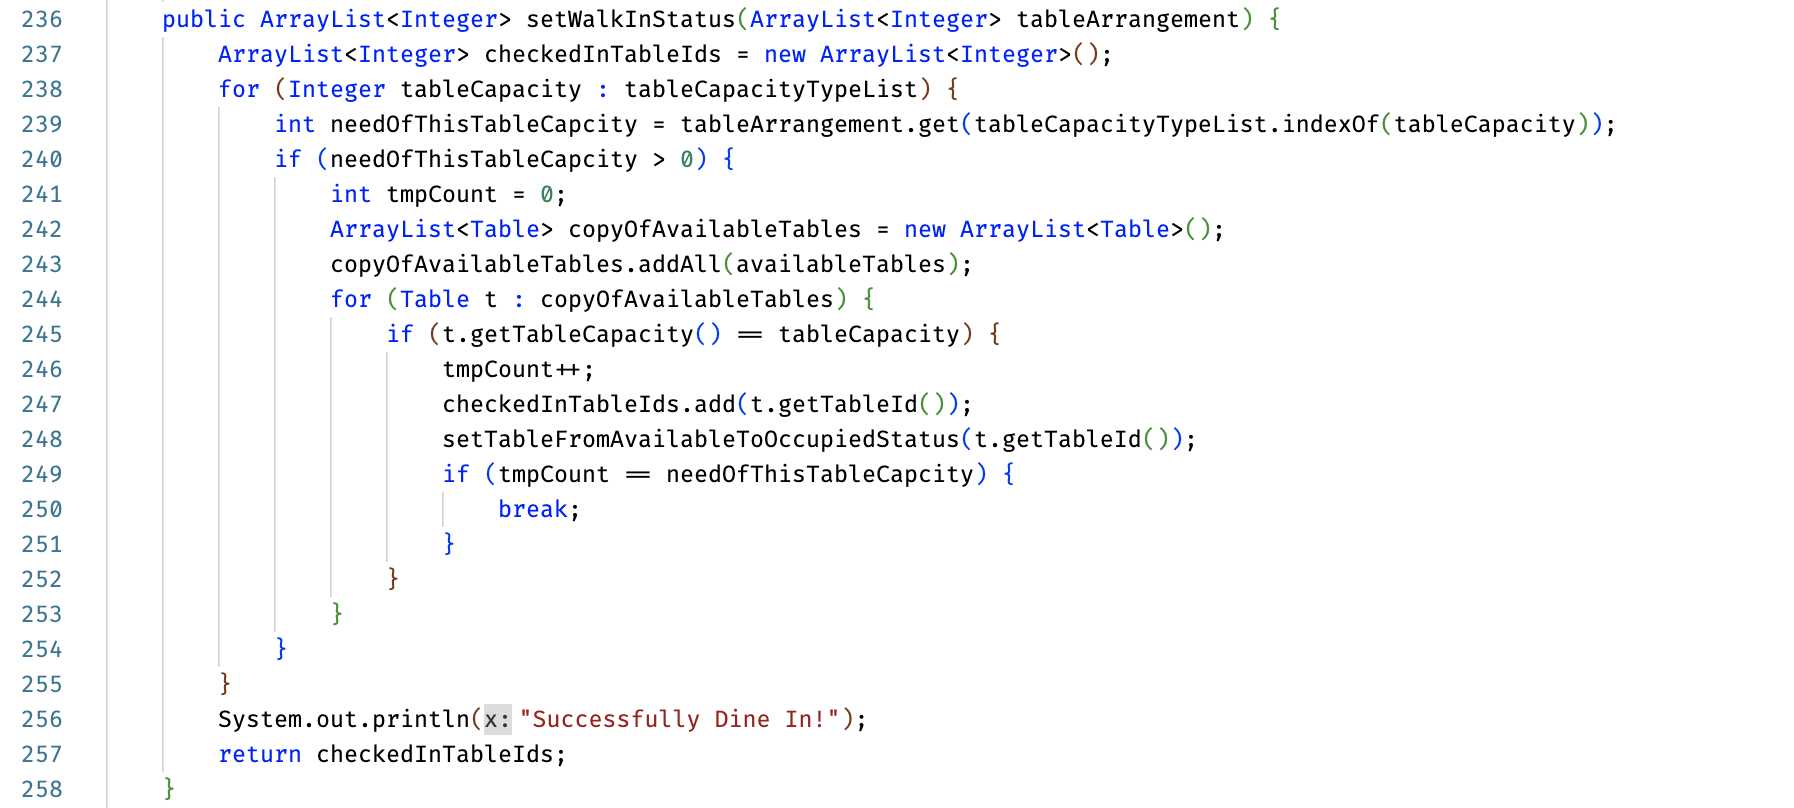 236 public ArrayList<Integer> setWalkInStatus(ArrayList<Integer> tableArrangement) {
237 ArrayList<Integer> checkedInTableIds = new ArrayList<Integer>();
238 for (Integer tableCapacity : tableCapacityTypeList) {
239 int needOfThisTableCapcity = tableArrangement.get(tableCapacityTypeList.indexOf(tableCapacity));
240 if (needOfThisTableCapcity > 0) {
241 int tmpCount = 0;
242 ArrayList<Table> copyOfAvailableTables = new ArrayList<Table>();
243 copyOfAvailableTables.addAll(availableTables);
244 for (Table t : copyOfAvailableTables) {
245 if (t.getTableCapacity() == tableCapacity) {
246 tmpCount++;
247 checkedInTableIds.add(t.getTableId());
248 setTableFromAvailableToOccupiedStatus(t.getTableId());
249 if (tmpCount == needOfThisTableCapcity) {
250 break;
251 }
252 }
253 }
254 }
255 }
256 System.out.println(x: "Successfully Dine In!");
257 return checkedInTableIds;
258 }